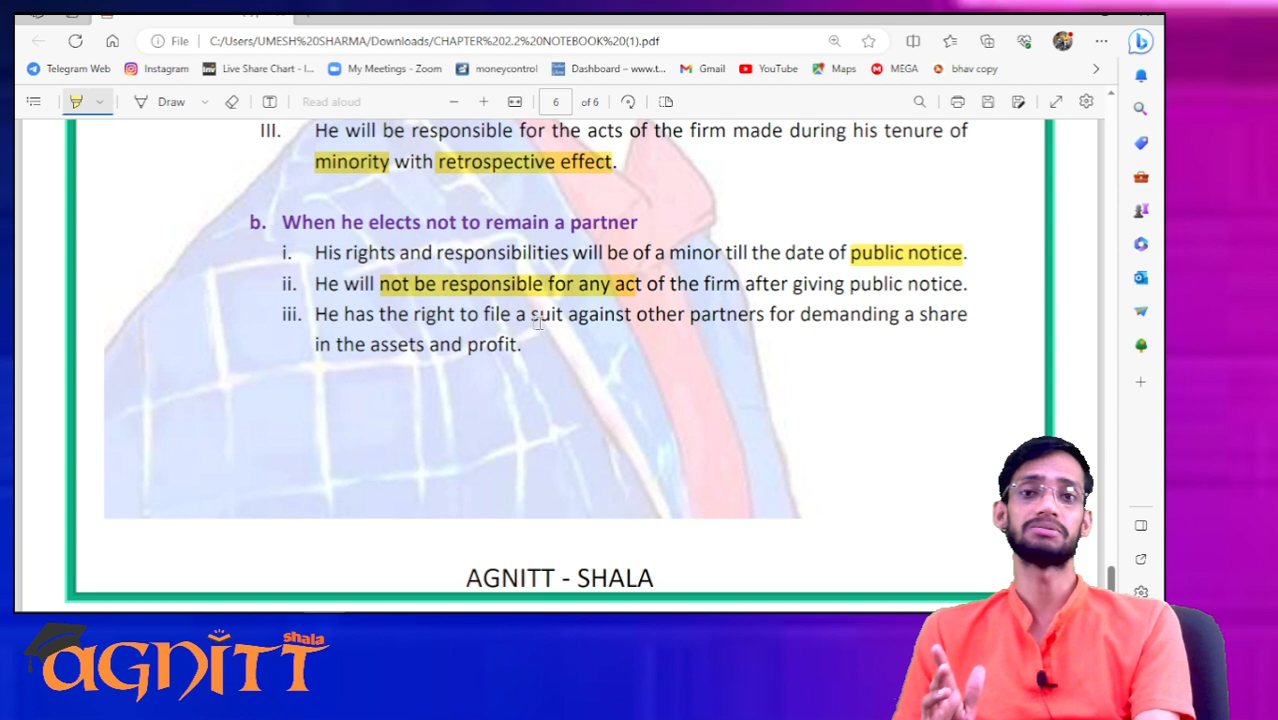 File C:/Users/UMESH%20SHARMA/Downloads/CHAPTER%202.2%20NOTEBOOK%20(1).pdf
Telegram Web Instagram Live Share Chart - I... My Meetings - Zoom moneycontrol Dashboard – www.t... Gmail YouTube Maps MEGA bhav copy
Draw Read aloud 6 of 6
III. He will be responsible for the acts of the firm made during his tenure of
minority with retrospective effect.
b. When he elects not to remain a partner
i. His rights and responsibilities will be of a minor till the date of public notice.
ii. He will not be responsible for any act of the firm after giving public notice.
iii. He has the right to file a suit against other partners for demanding a share
in the assets and profit.
AGNITT - SHALA
shala
agnitt